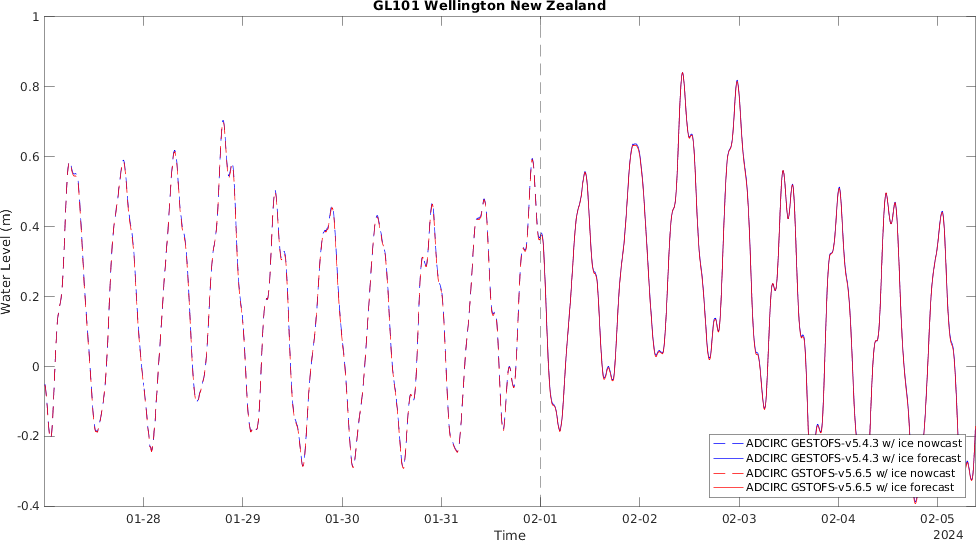 GL101 Wellington New Zealand
Water Level (m)
1
0.8
0.6
0.4
0.2
0
-0.2
-0.4
01-28
01-29
01-30
01-31
02-01
02-02
02-03
02-04
02-05
Time
2024
ADCIRC GESTOFS-v5.4.3 w/ ice nowcast
ADCIRC GESTOFS-v5.4.3 w/ ice forecast
ADCIRC GSTOFS-v5.6.5 w/ ice nowcast
ADCIRC GSTOFS-v5.6.5 w/ ice forecast